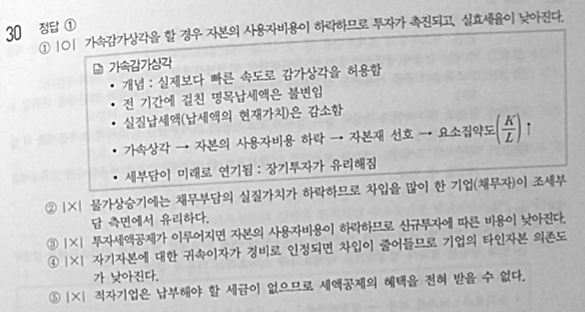 30 정답 ①
① |O| 가속감가상각을 할 경우 자본의 사용자비용이 하락하므로 투자가 촉진되고, 실효세율이 낮아진다.
가속감가상각
• 개념 : 실제보다 빠른 속도로 감가상각을 허용함
• 전 기간에 걸친 명목납세액은 불변임
• 실질납세액(납세액의 현재가치)은 감소함
• 가속상각 → 자본의 사용자비용 하락 → 자본재 선호 → 요소집약도(K/L)↑
• 세부담이 미래로 연기됨 : 장기투자가 유리해짐
② |×| 물가상승기에는 채무부담의 실질가치가 하락하므로 차입을 많이 한 기업(채무자)이 조세부
담 측면에서 유리하다.
③ |×| 투자세액공제가 이루어지면 자본의 사용자비용이 하락하므로 신규투자에 따른 비용이 낮아진다.
④ |×| 자기자본에 대한 귀속이자가 경비로 인정되면 차입이 줄어들므로 기업의 타인자본 의존도
가 낮아진다.
⑤ |×| 적자기업은 납부해야 할 세금이 없으므로 세액공제의 혜택을 전혀 받을 수 없다.